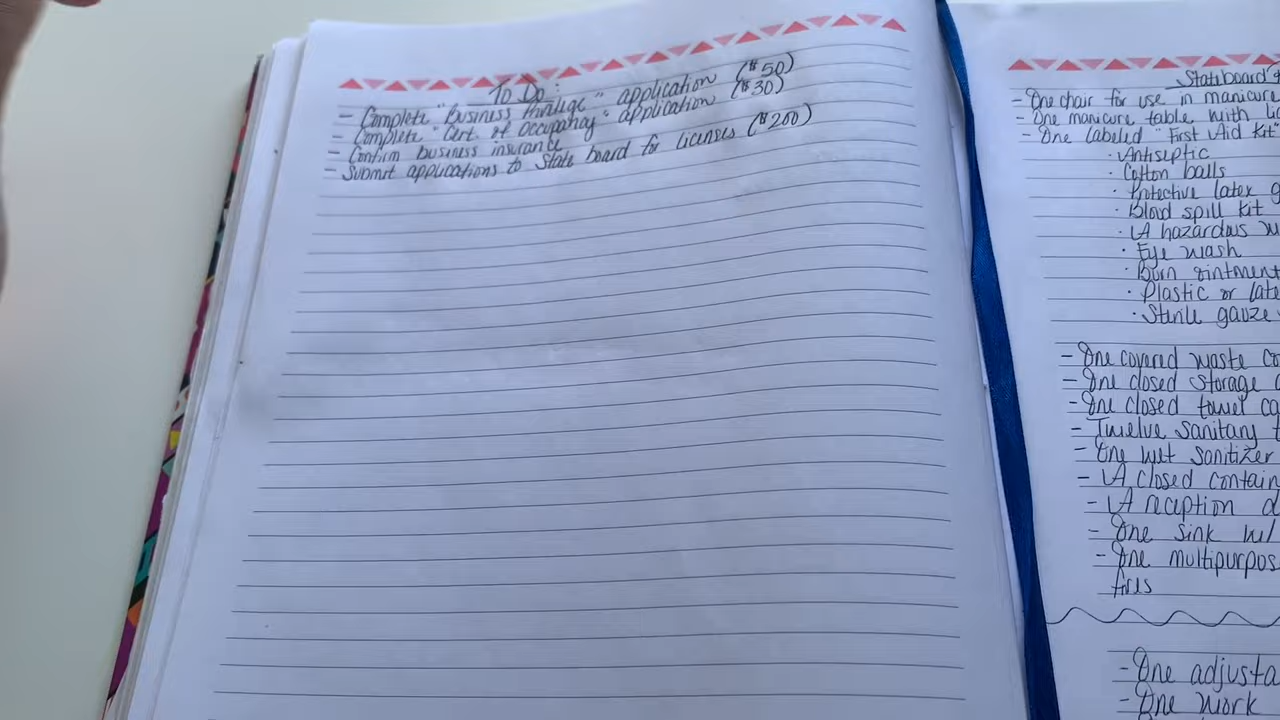 To Do:
- Complete "Business Privilege" application ($50)
- Complete "Cert. of Occupancy" application ($30)
- Confirm business insurance
- Submit applications to State board for licenses ($200)
Stateboard
- One chair for use in manicure
- One manicure table with
- One labeled "First Aid Kit"
· Antiseptic
· Cotton balls
· Protective latex
· Blood spill kit
· A hazardous
· Eye wash
· Burn ointment
· Plastic or
· Sterile gauze
- One covered waste
- One closed storage
- One closed towel
- Twelve sanitary
- One wet sanitizer
- A closed
- A reception
- One sink w/
- One
files
- One
- One work